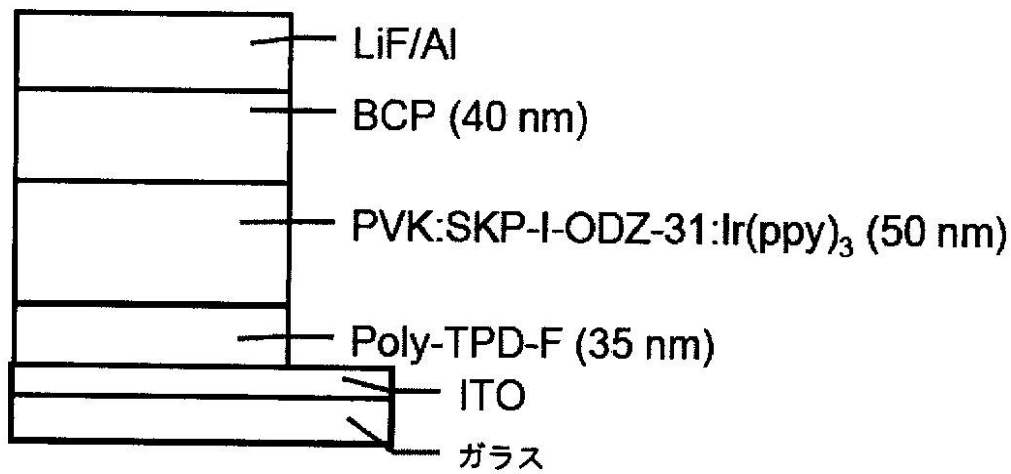 LiF/Al
BCP (40 nm)
PVK:SKP-I-ODZ-31:Ir(ppy)₃ (50 nm)
Poly-TPD-F (35 nm)
ITO
ガラス